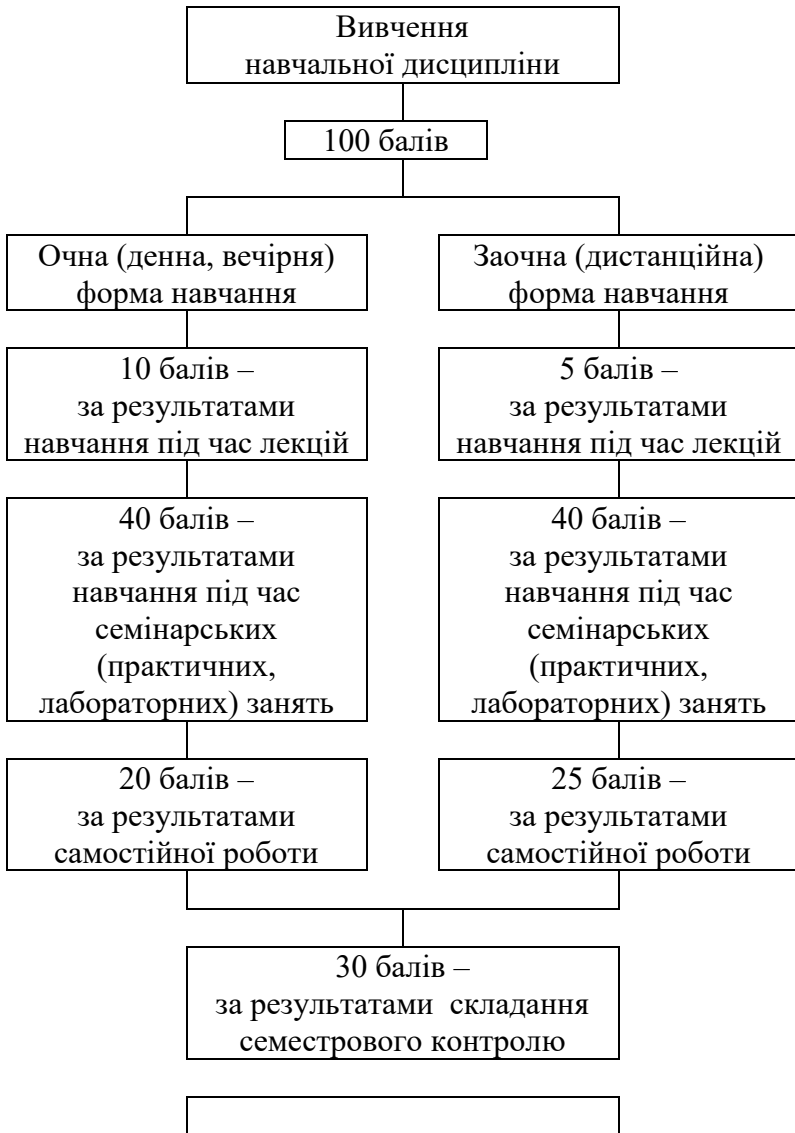 Вивчення
навчальної дисципліни
100 балів
Очна (денна, вечірня)
форма навчання
Заочна (дистанційна)
форма навчання
10 балів –
за результатами
навчання під час лекцій
5 балів –
за результатами
навчання під час лекцій
40 балів –
за результатами
навчання під час
семінарських
(практичних,
лабораторних) занять
40 балів –
за результатами
навчання під час
семінарських
(практичних,
лабораторних) занять
20 балів –
за результатами
самостійної роботи
25 балів –
за результатами
самостійної роботи
30 балів –
за результатами складання
семестрового контролю